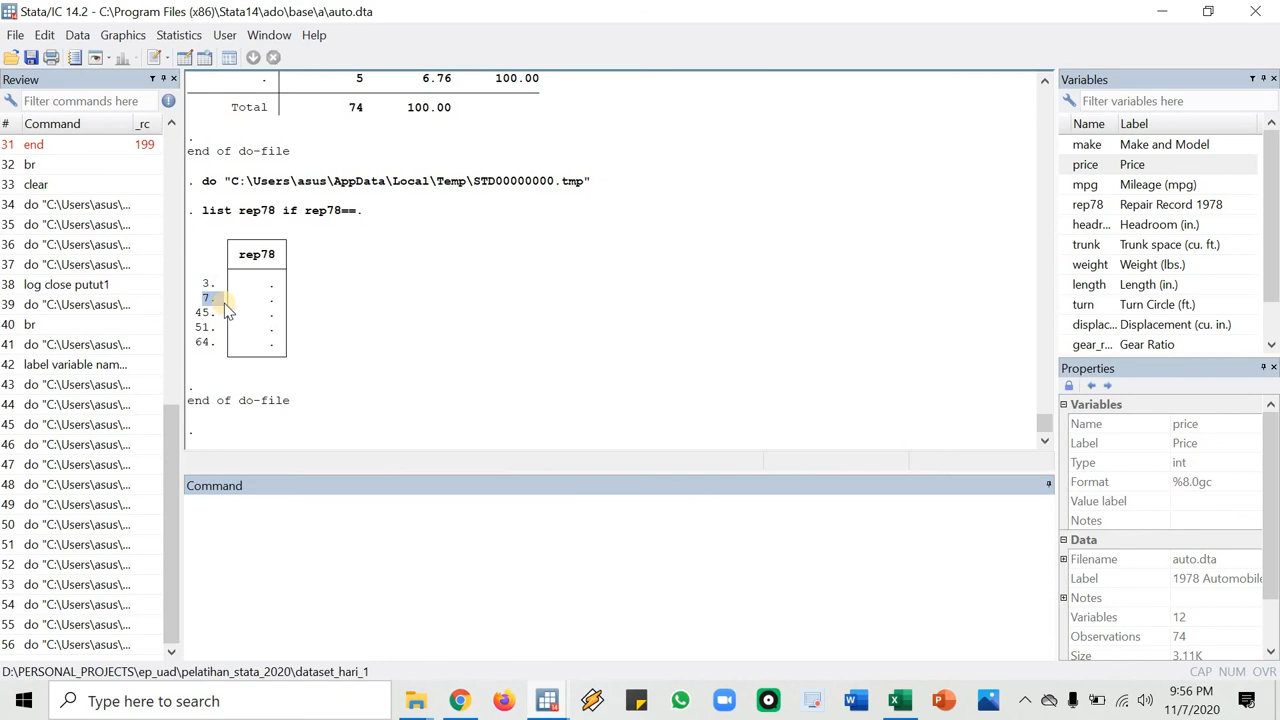 Stata/IC 14.2 - C:\Program Files (x86)\Stata14\ado\base\a\auto.dta
File Edit Data Graphics Statistics User Window Help
Review
Filter commands here
# Command _rc
31 end 199
32 br
33 clear
34 do "C:\Users\asus\...
35 do "C:\Users\asus\...
36 do "C:\Users\asus\...
37 do "C:\Users\asus\...
38 log close putut1
39 do "C:\Users\asus\...
40 br
41 do "C:\Users\asus\...
42 label variable nam...
43 do "C:\Users\asus\...
44 do "C:\Users\asus\...
45 do "C:\Users\asus\...
46 do "C:\Users\asus\...
47 do "C:\Users\asus\...
48 do "C:\Users\asus\...
49 do "C:\Users\asus\...
50 do "C:\Users\asus\...
51 do "C:\Users\asus\...
52 do "C:\Users\asus\...
53 do "C:\Users\asus\...
54 do "C:\Users\asus\...
55 do "C:\Users\asus\...
56 do "C:\Users\asus\...
. 5 6.76 100.00
Total 74 100.00
.
end of do-file
. do "C:\Users\asus\AppData\Local\Temp\STD00000000.tmp"
. list rep78 if rep78==.
rep78
3. .
7. .
45. .
51. .
64. .
.
end of do-file
.
Command
Variables
Filter variables here
Name Label
make Make and Model
price Price
mpg Mileage (mpg)
rep78 Repair Record 1978
headr... Headroom (in.)
trunk Trunk space (cu. ft.)
weight Weight (lbs.)
length Length (in.)
turn Turn Circle (ft.)
displac... Displacement (cu. in.)
gear_r... Gear Ratio
Properties
Variables
Name price
Label Price
Type int
Format %8.0gc
Value label
Notes
Data
Filename auto.dta
Label 1978 Automobile
Notes
Variables 12
Observations 74
Size 3.11K
D:\PERSONAL_PROJECTS\ep_uad\pelatihan_stata_2020\dataset_hari_1
CAP NUM OVR
Type here to search
9:56 PM
11/7/2020